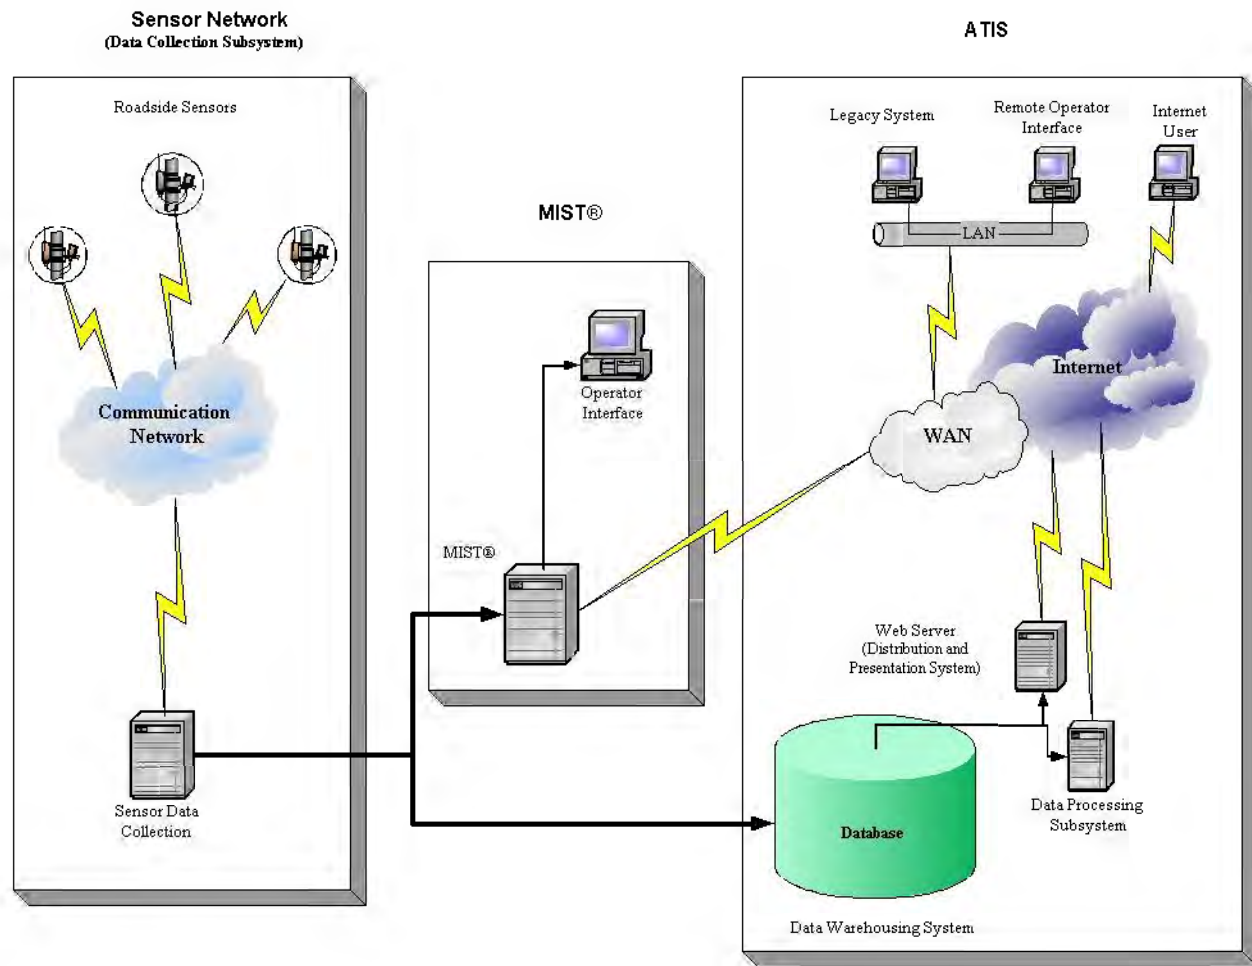 Sensor Network
(Data Collection Subsystem)
Roadside Sensors
Communication
Network
Sensor Data
Collection
MIST®
Operator
Interface
MIST®
ATIS
Legacy System
Remote Operator
Interface
Internet
User
LAN
Internet
WAN
Web Server
(Distribution and
Presentation System)
Data Processing
Subsystem
Database
Data Warehousing System